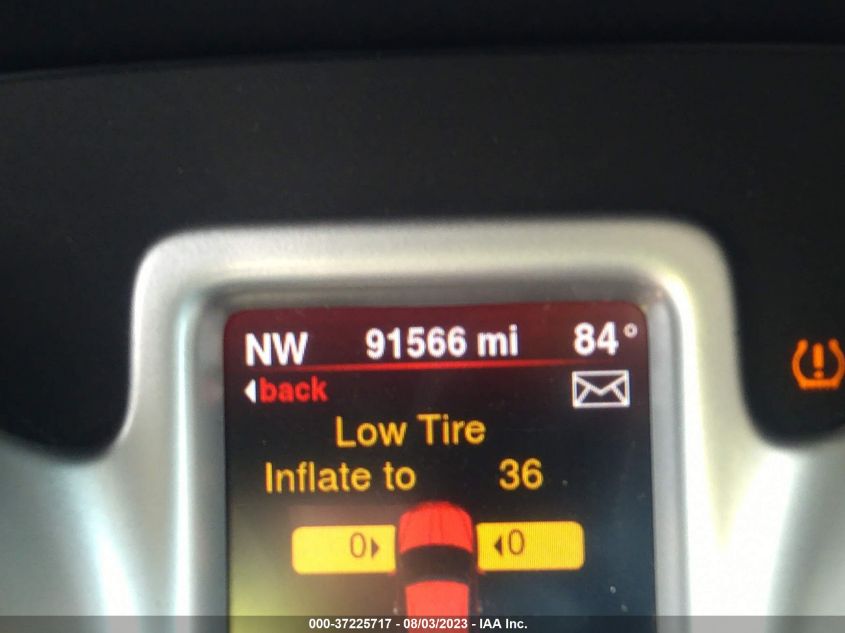 NW 91566 mi 84°
back
Low Tire
Inflate to 36
0 0
000-37225717 - 08/03/2023 - IAA Inc.